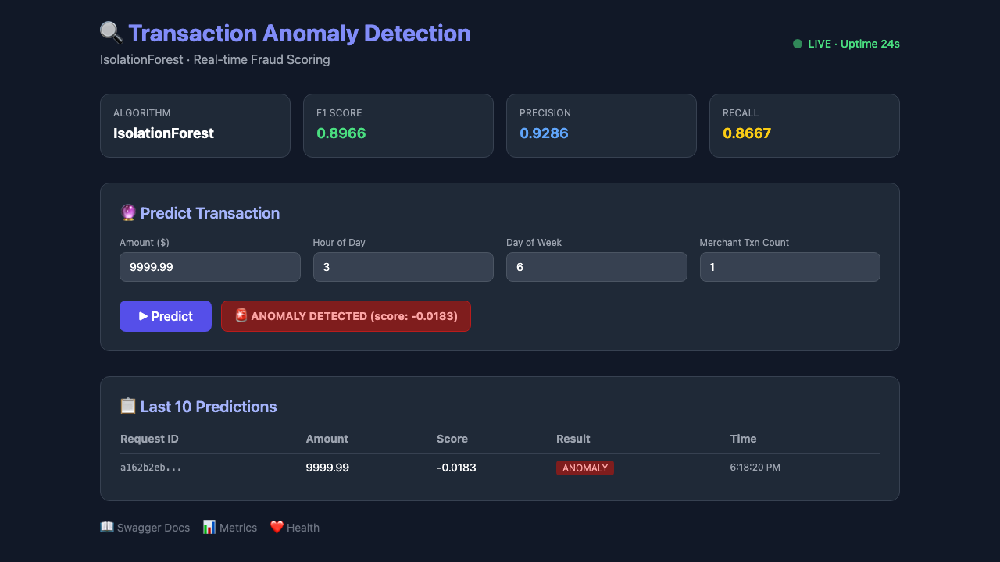 🔍 Transaction Anomaly Detection
IsolationForest · Real-time Fraud Scoring
LIVE · Uptime 24s
ALGORITHM
IsolationForest
F1 SCORE
0.8966
PRECISION
0.9286
RECALL
0.8667
🔮 Predict Transaction
Amount ($)
9999.99
Hour of Day
3
Day of Week
6
Merchant Txn Count
1
▶ Predict
🚨 ANOMALY DETECTED (score: -0.0183)
📋 Last 10 Predictions
Request ID Amount Score Result Time
a162b2eb... 9999.99 -0.0183 ANOMALY 6:18:20 PM
📖 Swagger Docs 📊 Metrics ❤️ Health